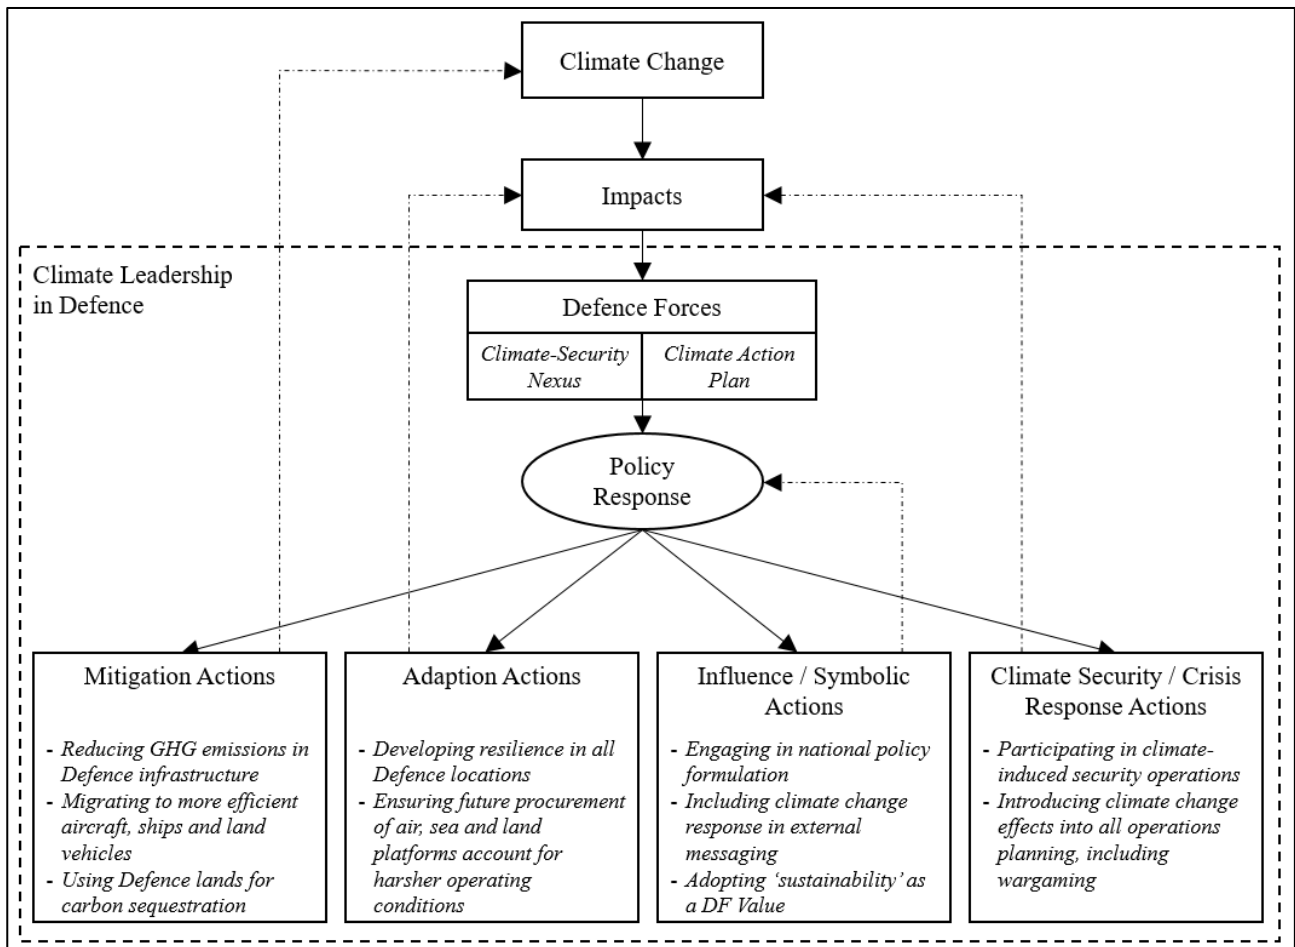 Climate Change
Impacts
Climate Leadership
in Defence
Defence Forces
Climate-Security
Nexus
Climate Action
Plan
Policy
Response
Mitigation Actions
- Reducing GHG emissions in
Defence infrastructure
- Migrating to more efficient
aircraft, ships and land
vehicles
- Using Defence lands for
carbon sequestration
Adaption Actions
- Developing resilience in all
Defence locations
- Ensuring future procurement
of air, sea and land
platforms account for
harsher operating
conditions
Influence / Symbolic
Actions
- Engaging in national policy
formulation
- Including climate change
response in external
messaging
- Adopting ‘sustainability’ as
a DF Value
Climate Security / Crisis
Response Actions
- Participating in climate-
induced security operations
- Introducing climate change
effects into all operations
planning, including
wargaming